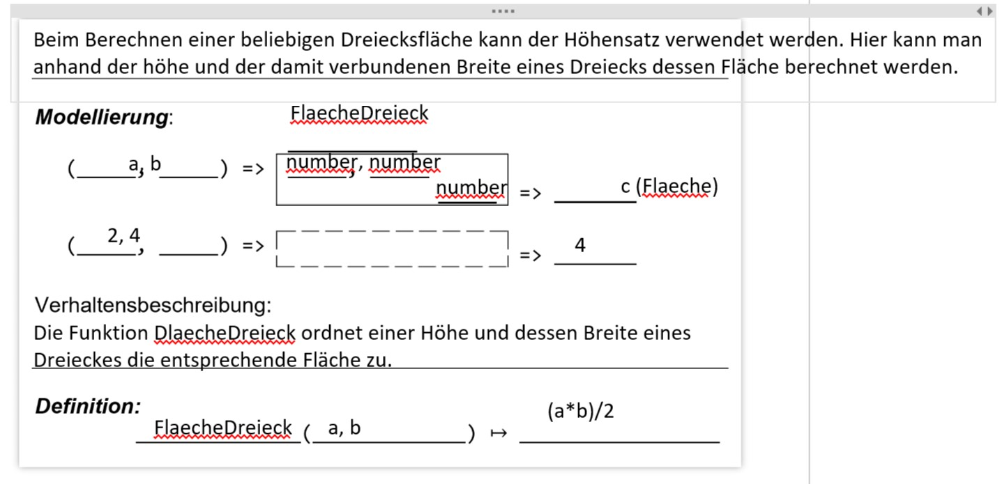 Beim Berechnen einer beliebigen Dreiecksfläche kann der Höhensatz verwendet werden. Hier kann man
anhand der höhe und der damit verbundenen Breite eines Dreiecks dessen Fläche berechnet werden.
Modellierung:
FlaecheDreieck
(a, b) => number, number
number => c (Flaeche)
(2, 4, ) => => 4
Verhaltensbeschreibung:
Die Funktion DlaecheDreieck ordnet einer Höhe und dessen Breite eines
Dreieckes die entsprechende Fläche zu.
Definition:
FlaecheDreieck ( a, b ) ↦ (a*b)/2